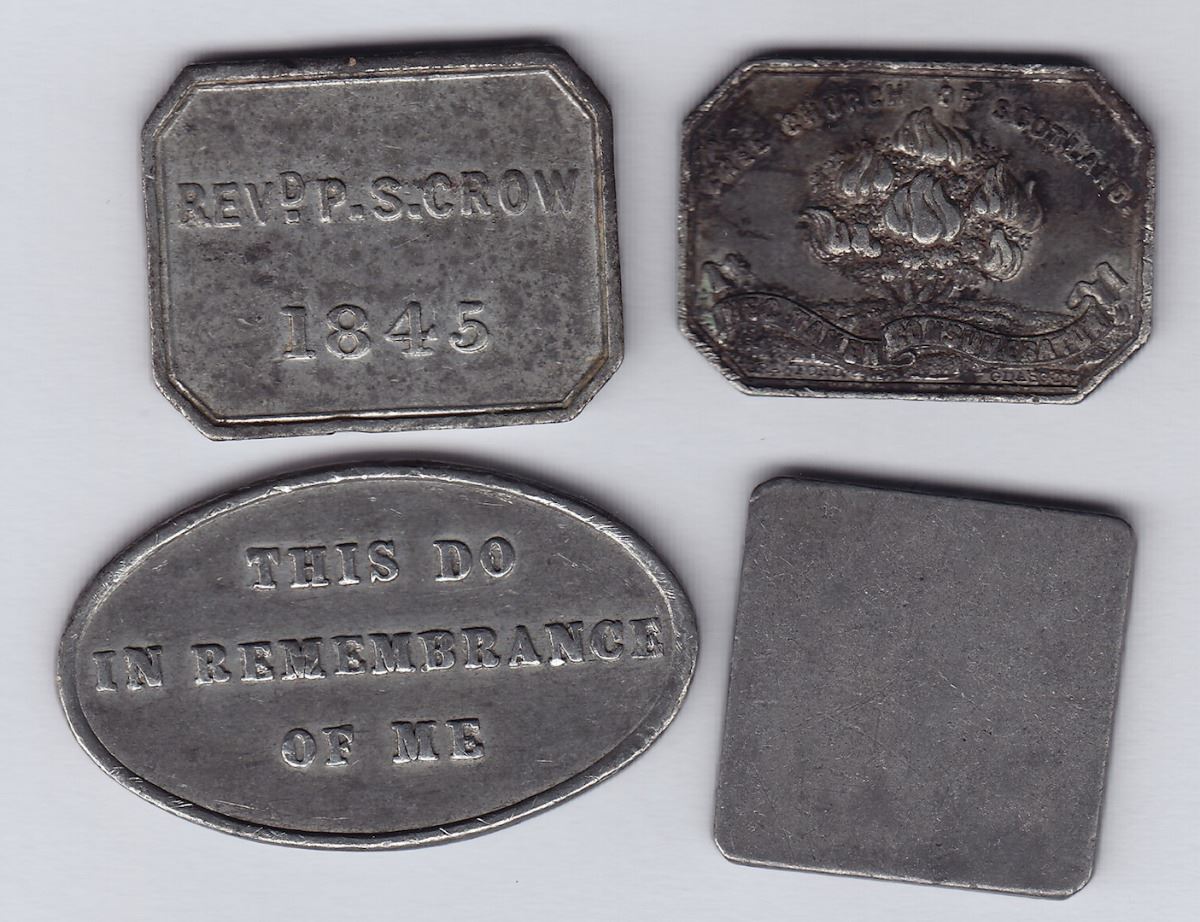 REVD. P.S. CROW
1845
FREE CHURCH OF SCOTLAND.
THIS DO
IN REMEMBRANCE
OF ME